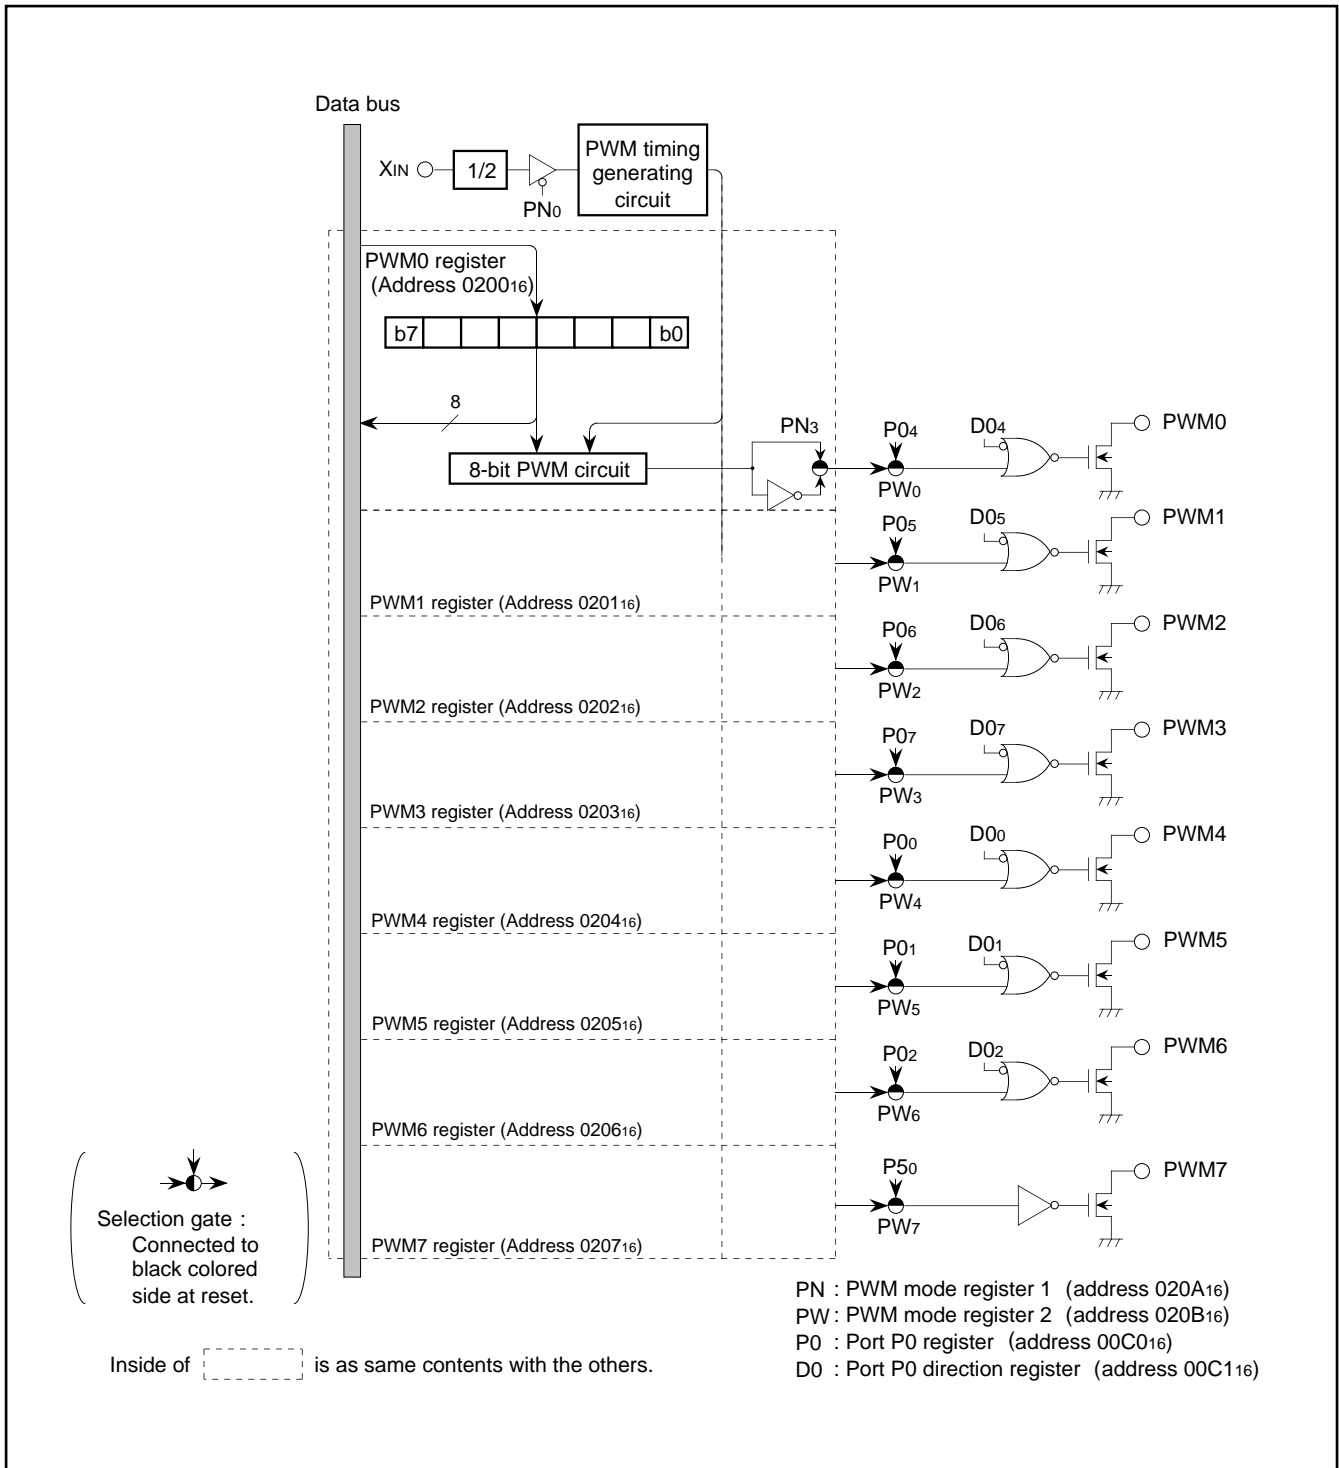 Data bus
XIN
1/2
PN0
PWM timing
generating
circuit
PWM0 register
(Address 020016)
b7
b0
8
8-bit PWM circuit
PN3
P04
PW0
D04
PWM0
P05
PW1
D05
PWM1
PWM1 register (Address 020116)
P06
PW2
D06
PWM2
PWM2 register (Address 020216)
P07
PW3
D07
PWM3
PWM3 register (Address 020316)
P00
PW4
D00
PWM4
PWM4 register (Address 020416)
P01
PW5
D01
PWM5
PWM5 register (Address 020516)
P02
PW6
D02
PWM6
PWM6 register (Address 020616)
P50
PW7
PWM7
PWM7 register (Address 020716)
Selection gate :
Connected to
black colored
side at reset.
Inside of is as same contents with the others.
PN : PWM mode register 1 (address 020A16)
PW : PWM mode register 2 (address 020B16)
P0 : Port P0 register (address 00C016)
D0 : Port P0 direction register (address 00C116)